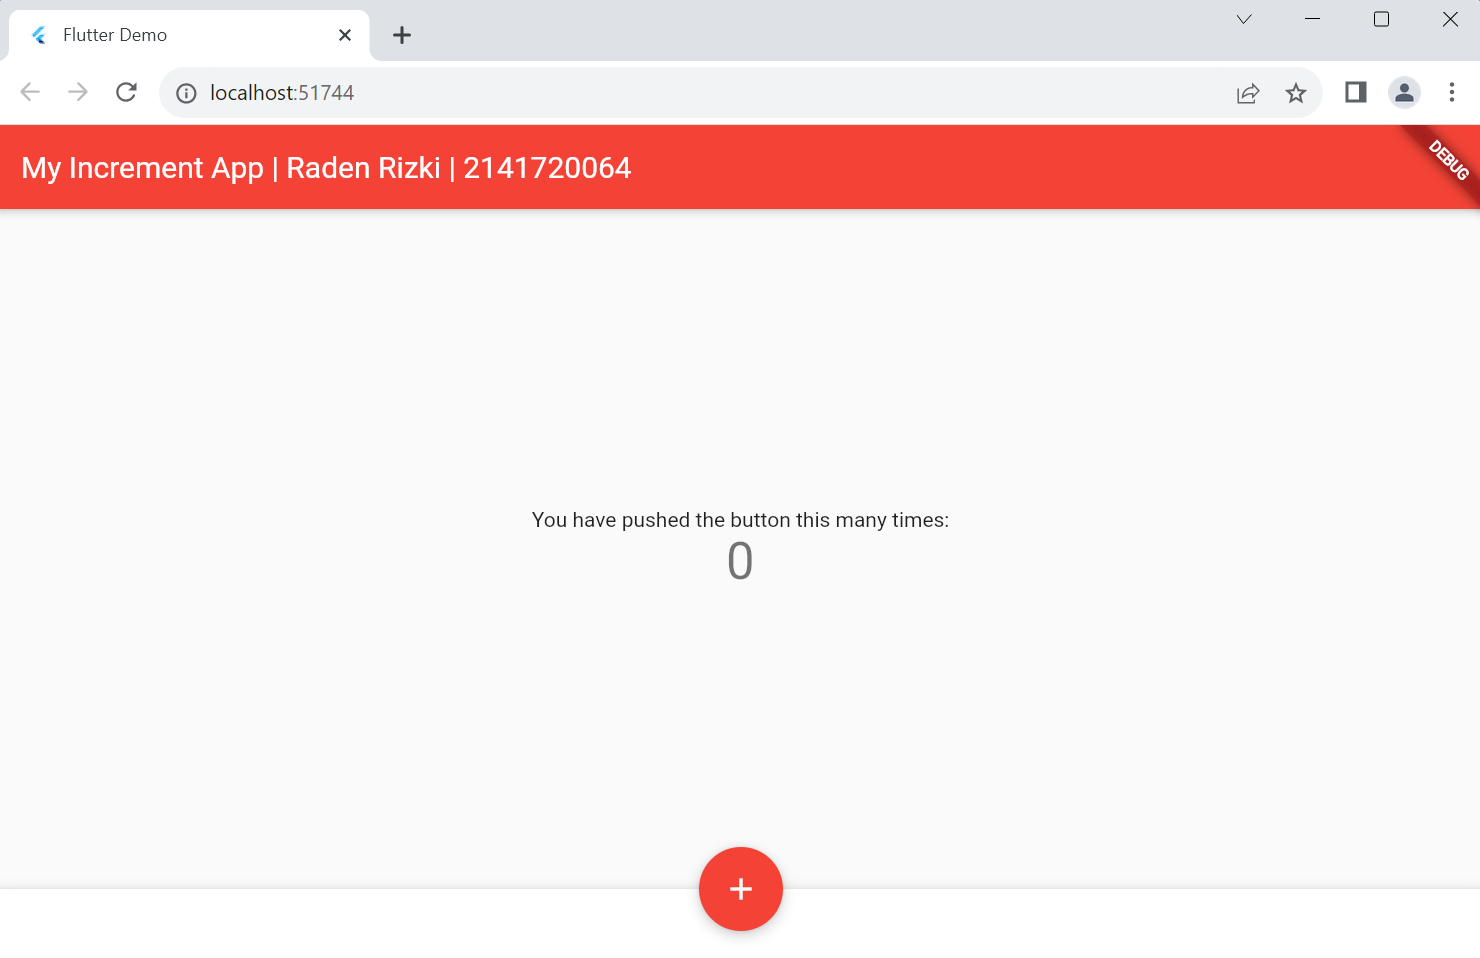 Flutter Demo
localhost:51744
My Increment App | Raden Rizki | 2141720064
DEBUG
You have pushed the button this many times:
0